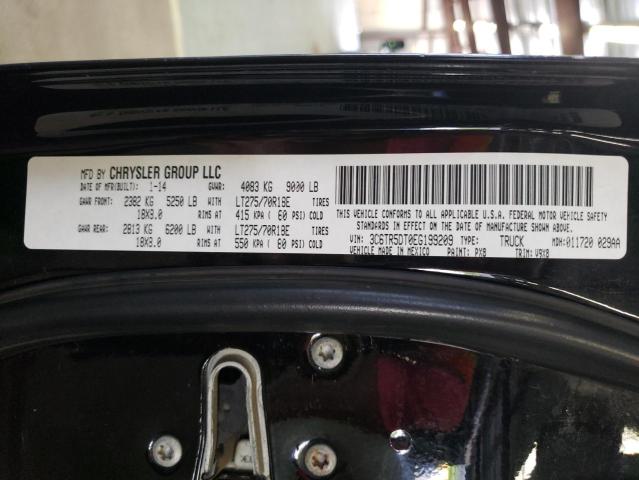 MFD BY CHRYSLER GROUP LLC
DATE OF MFR(BUILT): 1-14 GVWR: 4083 KG 9000 LB
GAWR FRONT: 2382 KG 5250 LB LT275/70R18E TIRES
18X8.0 RIMS AT 415 KPA ( 60 PSI) COLD
GAWR REAR: 2813 KG 6200 LB LT275/70R18E TIRES
18X8.0 RIMS AT 550 KPA ( 80 PSI) COLD
THIS VEHICLE CONFORMS TO ALL APPLICABLE U.S.A. FEDERAL MOTOR VEHICLE SAFETY
STANDARDS IN EFFECT ON THE DATE OF MANUFACTURE SHOWN ABOVE.
VIN: 3C6TR5DT0EG199209 TYPE: TRUCK MDH: 011720 029AA
VEHICLE MADE IN MEXICO PAINT: PX8 TRIM: V9X8